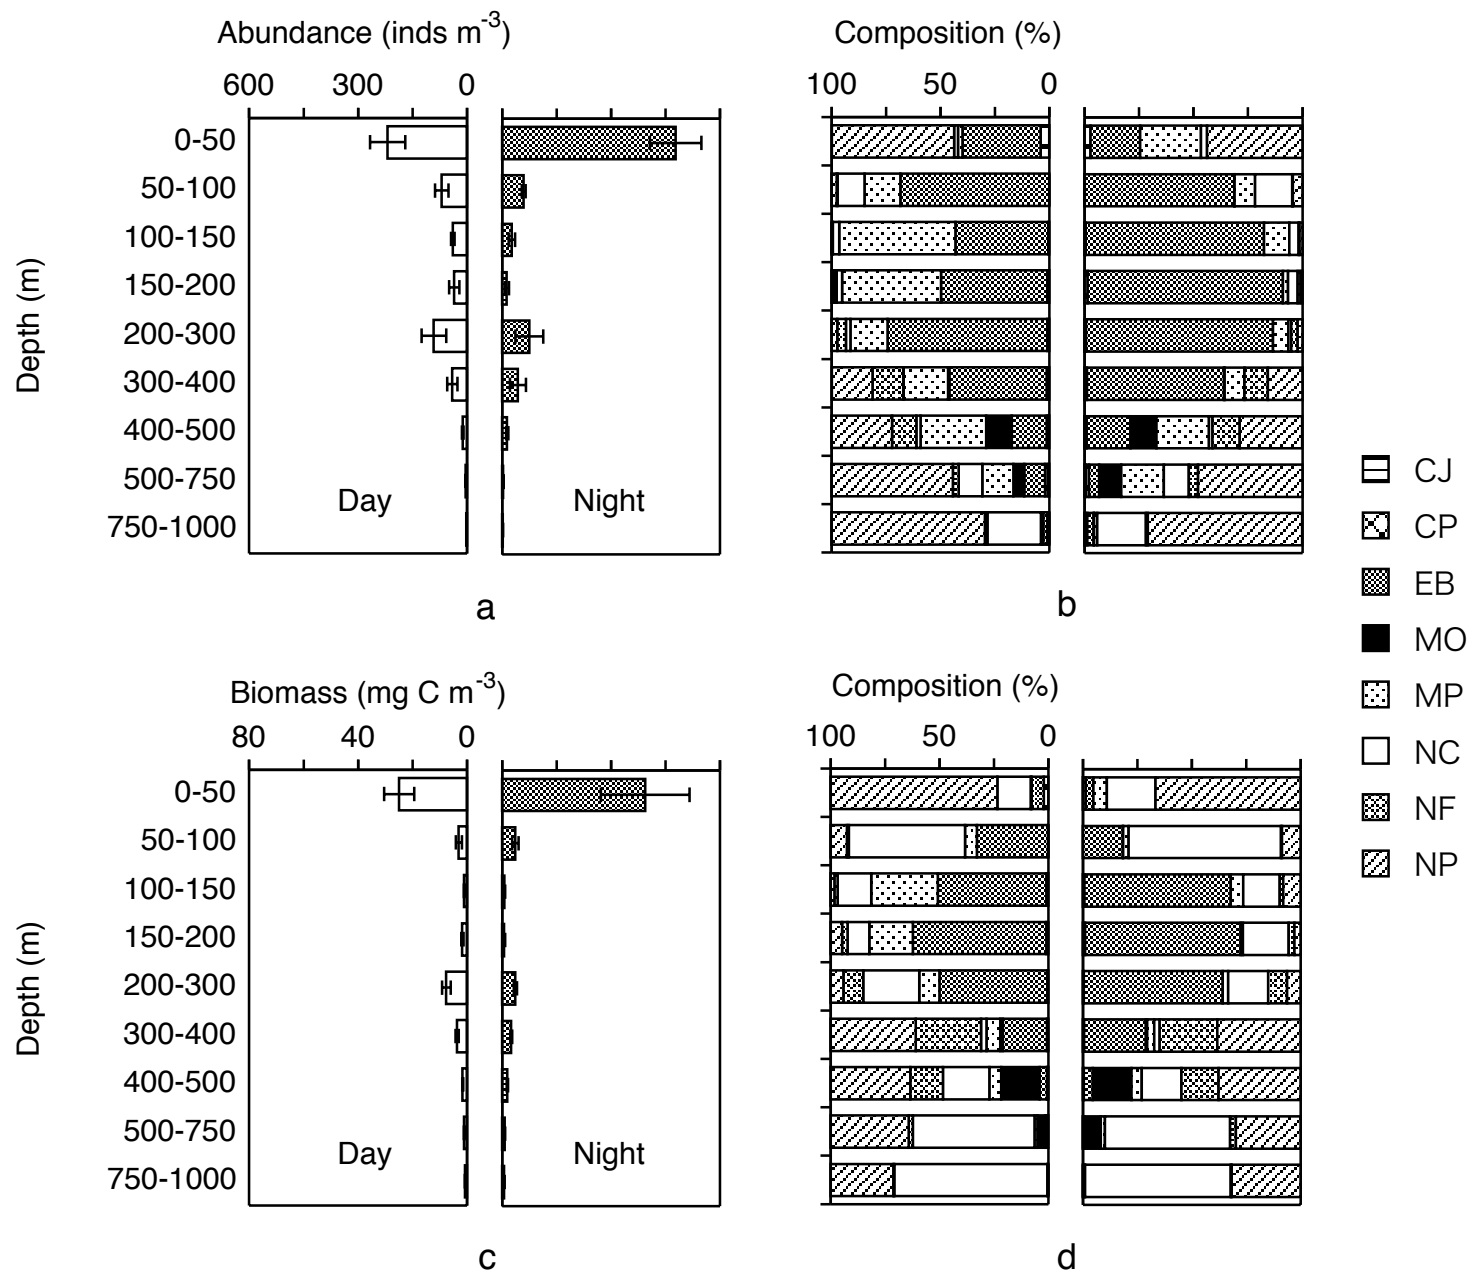 Abundance (inds m-3)
600 300 0
0-50
50-100
100-150
150-200
200-300
300-400
400-500
500-750
750-1000
Depth (m)
Day
Night
a
Composition (%)
100 50 0
b
CJ
CP
EB
MO
MP
NC
NF
NP
Biomass (mg C m-3)
80 40 0
0-50
50-100
100-150
150-200
200-300
300-400
400-500
500-750
750-1000
Depth (m)
Day
Night
c
Composition (%)
100 50 0
d